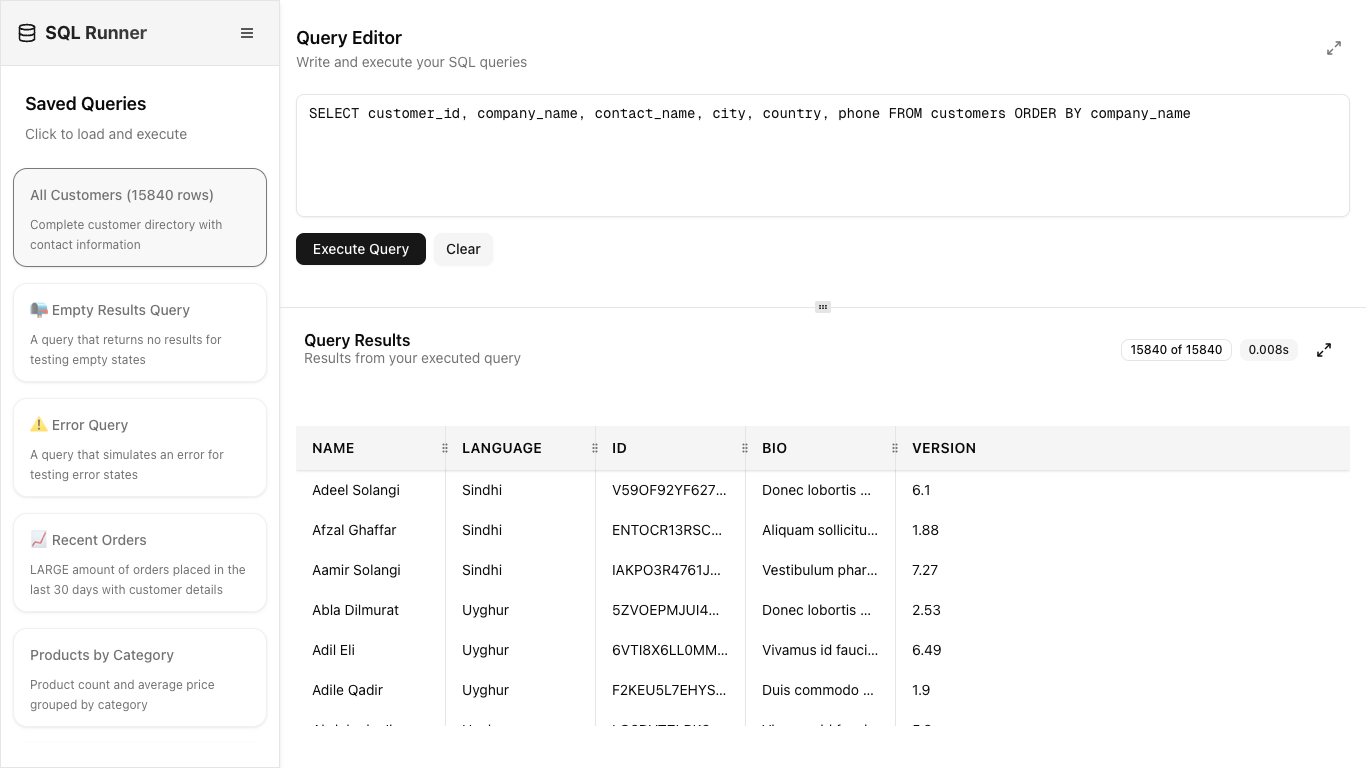 SQL Runner
Saved Queries
Click to load and execute
All Customers (15840 rows)
Complete customer directory with
contact information
📭 Empty Results Query
A query that returns no results for
testing empty states
⚠️ Error Query
A query that simulates an error for
testing error states
📈 Recent Orders
LARGE amount of orders placed in the
last 30 days with customer details
Products by Category
Product count and average price
grouped by category
Query Editor
Write and execute your SQL queries
SELECT customer_id, company_name, contact_name, city, country, phone FROM customers ORDER BY company_name
Execute Query Clear
Query Results
Results from your executed query
15840 of 15840 0.008s
NAME LANGUAGE ID BIO VERSION
Adeel Solangi Sindhi V59OF92YF627... Donec lobortis ... 6.1
Afzal Ghaffar Sindhi ENTOCR13RSC... Aliquam sollicitu... 1.88
Aamir Solangi Sindhi IAKPO3R4761J... Vestibulum phar... 7.27
Abla Dilmurat Uyghur 5ZVOEPMJUI4... Donec lobortis ... 2.53
Adil Eli Uyghur 6VTI8X6LL0MM... Vivamus id fauci... 6.49
Adile Qadir Uyghur F2KEU5L7EHYS... Duis commodo ... 1.9